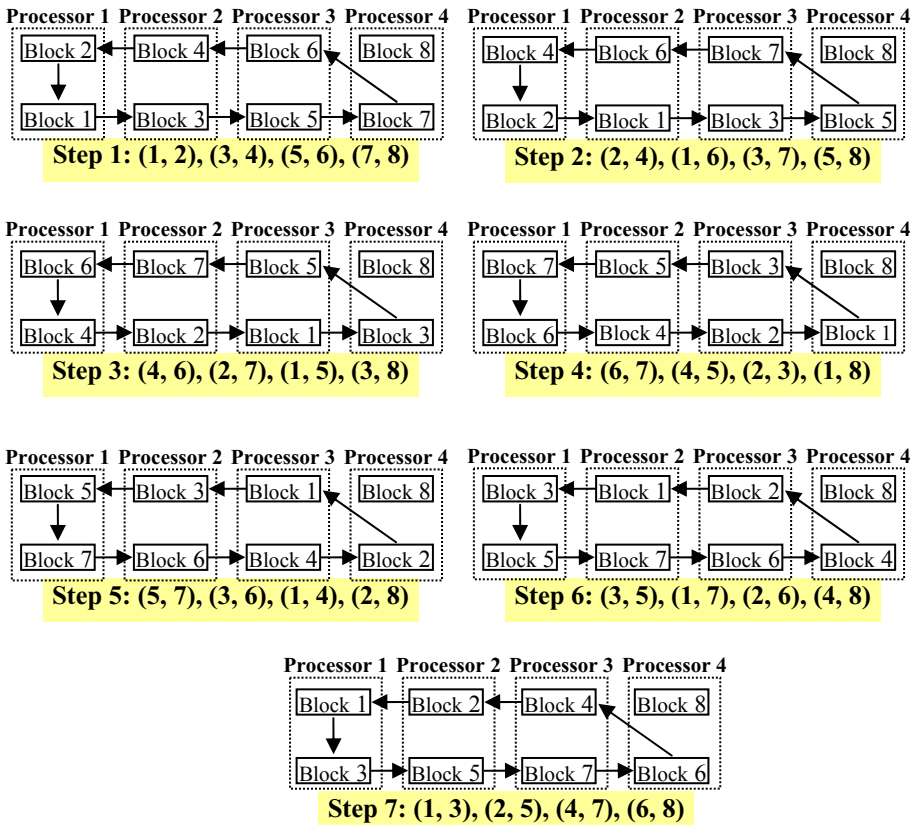 Processor 1 Processor 2 Processor 3 Processor 4
Block 2 Block 4 Block 6 Block 8
Block 1 Block 3 Block 5 Block 7
Step 1: (1, 2), (3, 4), (5, 6), (7, 8)
Processor 1 Processor 2 Processor 3 Processor 4
Block 4 Block 6 Block 7 Block 8
Block 2 Block 1 Block 3 Block 5
Step 2: (2, 4), (1, 6), (3, 7), (5, 8)
Processor 1 Processor 2 Processor 3 Processor 4
Block 6 Block 7 Block 5 Block 8
Block 4 Block 2 Block 1 Block 3
Step 3: (4, 6), (2, 7), (1, 5), (3, 8)
Processor 1 Processor 2 Processor 3 Processor 4
Block 7 Block 5 Block 3 Block 8
Block 6 Block 4 Block 2 Block 1
Step 4: (6, 7), (4, 5), (2, 3), (1, 8)
Processor 1 Processor 2 Processor 3 Processor 4
Block 5 Block 3 Block 1 Block 8
Block 7 Block 6 Block 4 Block 2
Step 5: (5, 7), (3, 6), (1, 4), (2, 8)
Processor 1 Processor 2 Processor 3 Processor 4
Block 3 Block 1 Block 2 Block 8
Block 5 Block 7 Block 6 Block 4
Step 6: (3, 5), (1, 7), (2, 6), (4, 8)
Processor 1 Processor 2 Processor 3 Processor 4
Block 1 Block 2 Block 4 Block 8
Block 3 Block 5 Block 7 Block 6
Step 7: (1, 3), (2, 5), (4, 7), (6, 8)